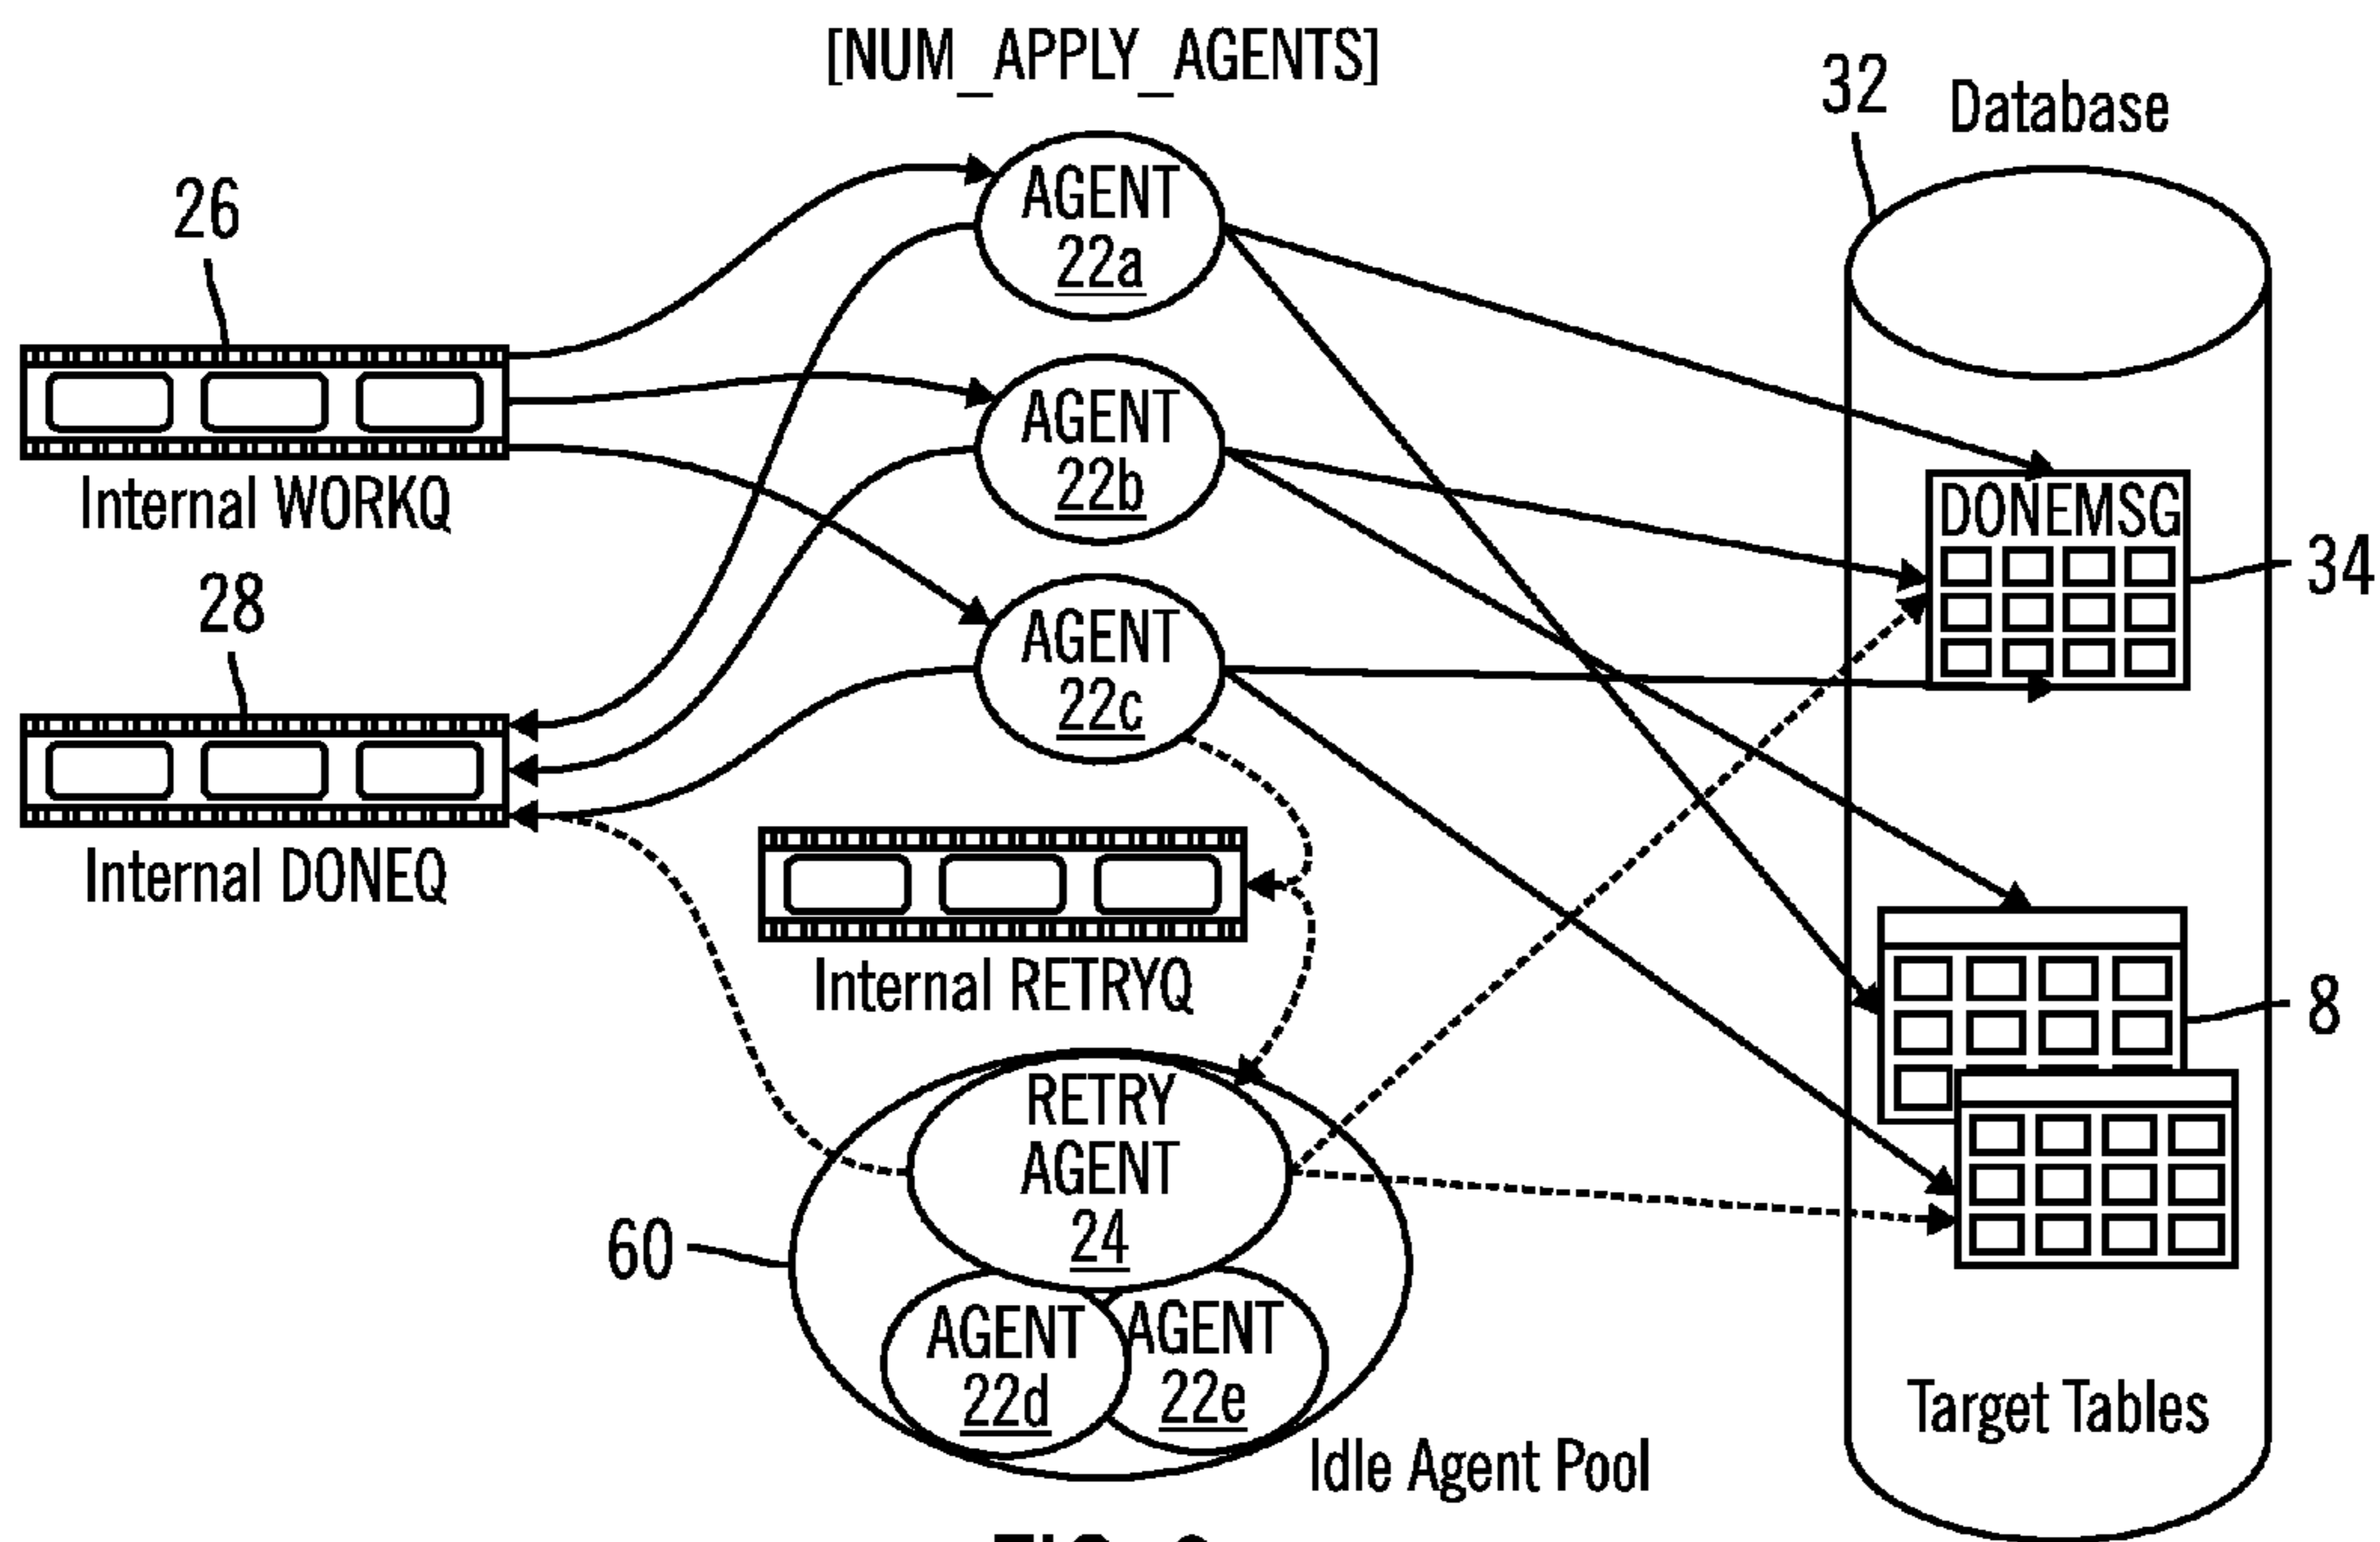 [NUM_APPLY_AGENTS]
32
Database
26
AGENT
22a
Internal WORKQ
AGENT
22b
DONEMSG
34
28
AGENT
22c
Internal DONEQ
Internal RETRYQ
8
RETRY
AGENT
24
60
AGENT
22d
AGENT
22e
Target Tables
Idle Agent Pool